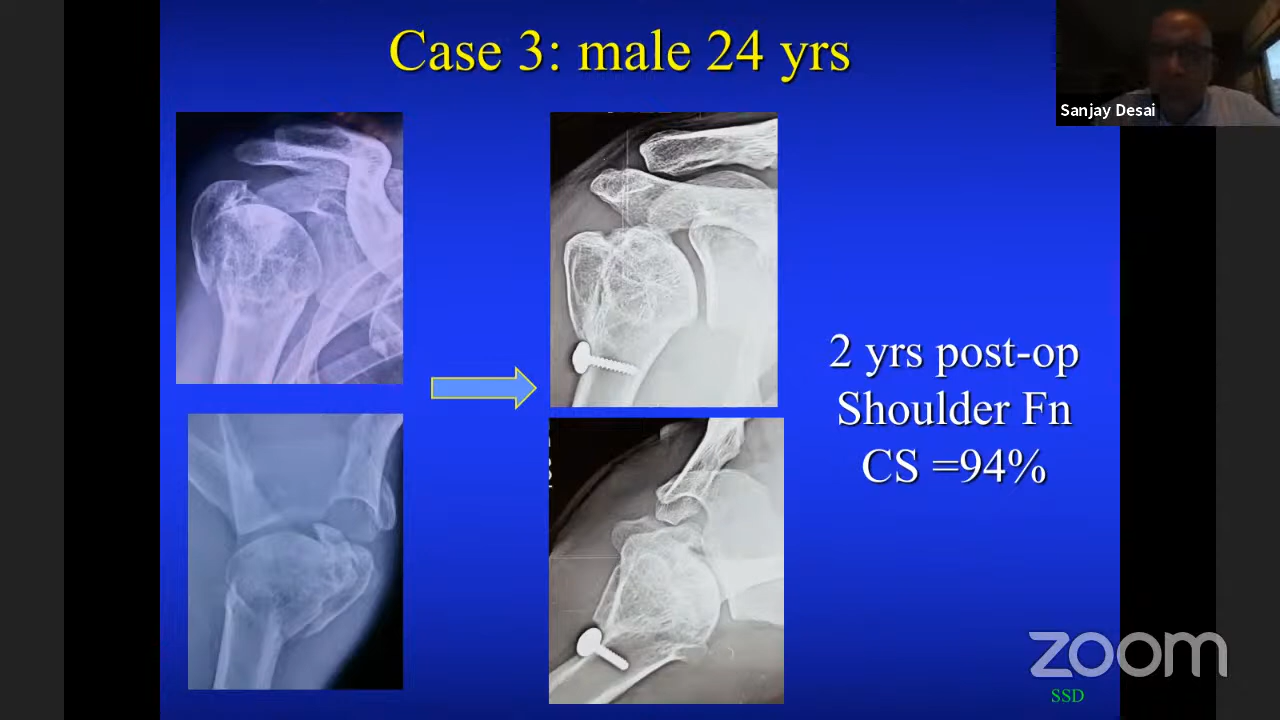 Case 3: male 24 yrs
Sanjay Desai
2 yrs post-op
Shoulder Fn
CS =94%
zoom
SSD